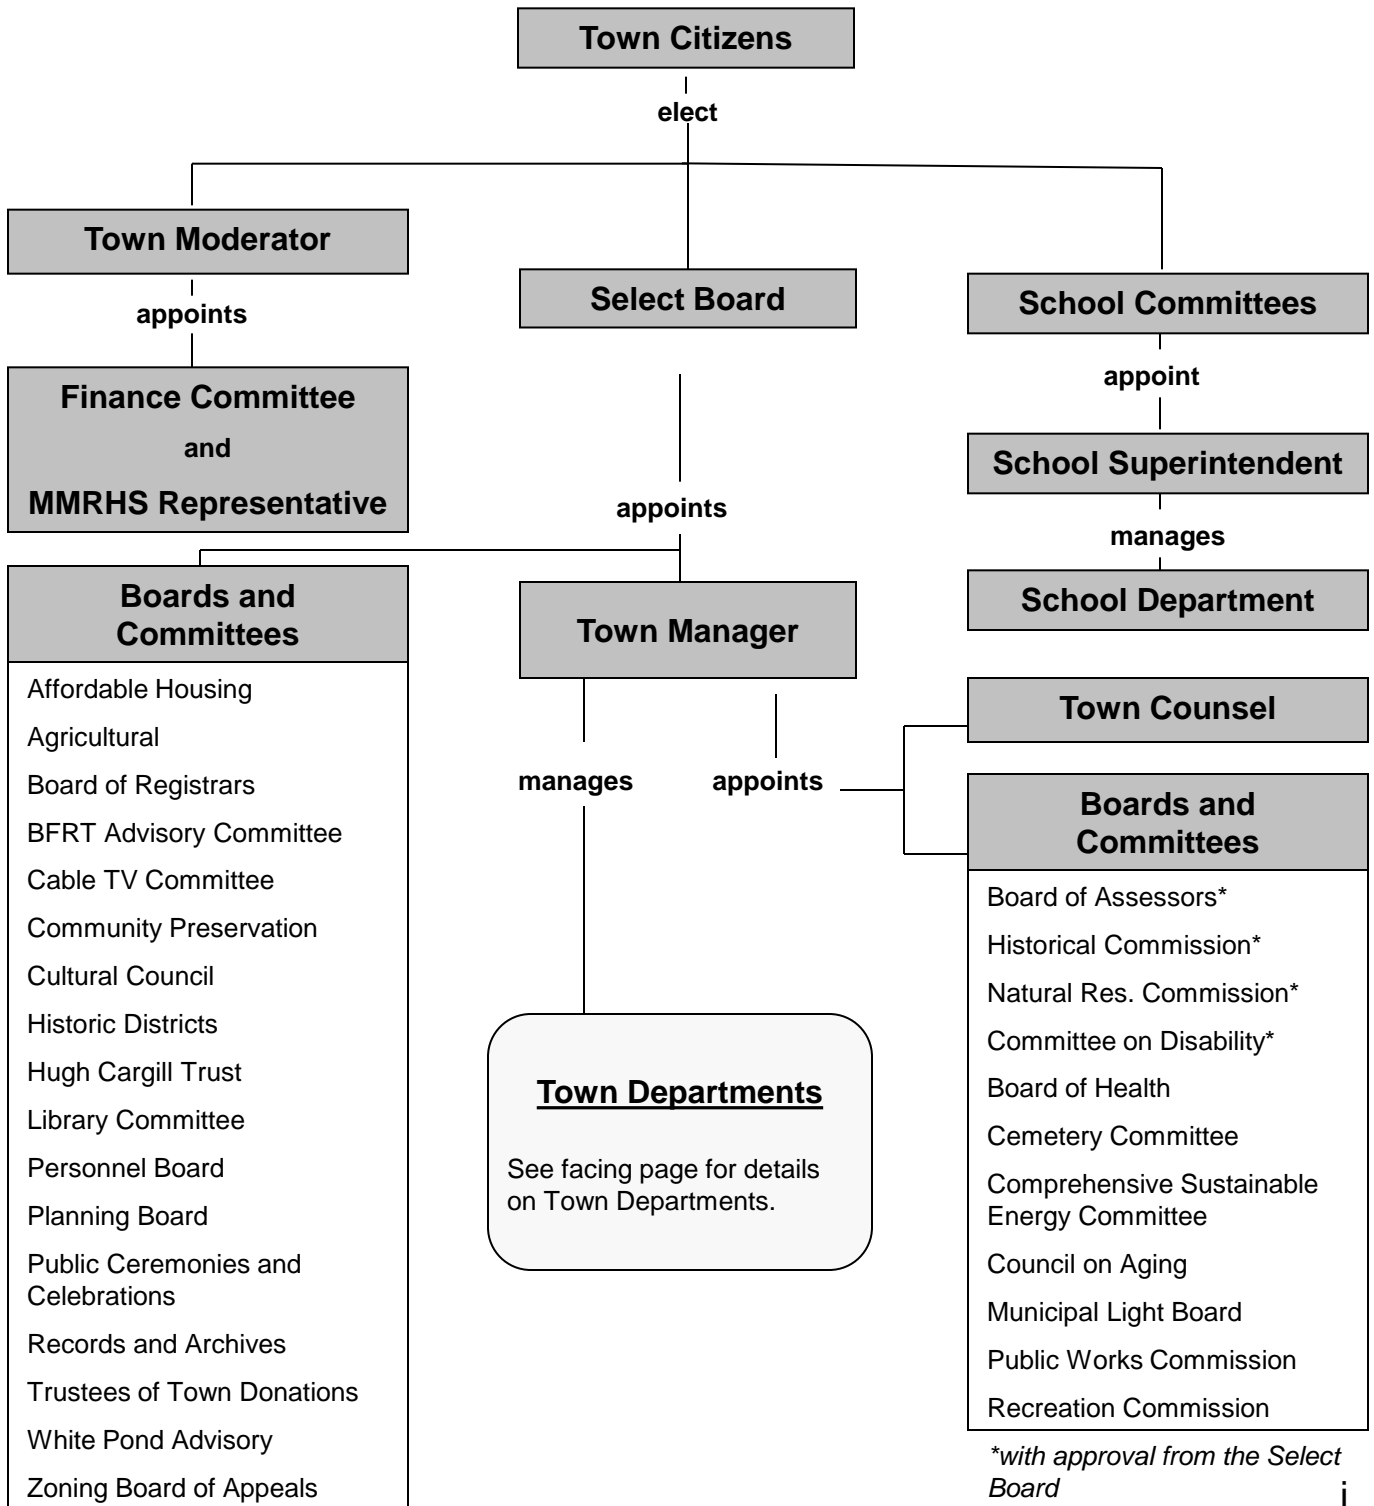 Town Citizens
elect
Town Moderator
appoints
Finance Committee
and
MMRHS Representative
Select Board
appoints
School Committees
appoint
School Superintendent
manages
School Department
Boards and
Committees
Affordable Housing
Agricultural
Board of Registrars
BFRT Advisory Committee
Cable TV Committee
Community Preservation
Cultural Council
Historic Districts
Hugh Cargill Trust
Library Committee
Personnel Board
Planning Board
Public Ceremonies and
Celebrations
Records and Archives
Trustees of Town Donations
White Pond Advisory
Zoning Board of Appeals
Town Manager
manages
appoints
Town Departments
See facing page for details
on Town Departments.
Town Counsel
Boards and
Committees
Board of Assessors*
Historical Commission*
Natural Res. Commission*
Committee on Disability*
Board of Health
Cemetery Committee
Comprehensive Sustainable
Energy Committee
Council on Aging
Municipal Light Board
Public Works Commission
Recreation Commission
*with approval from the Select
Board
i